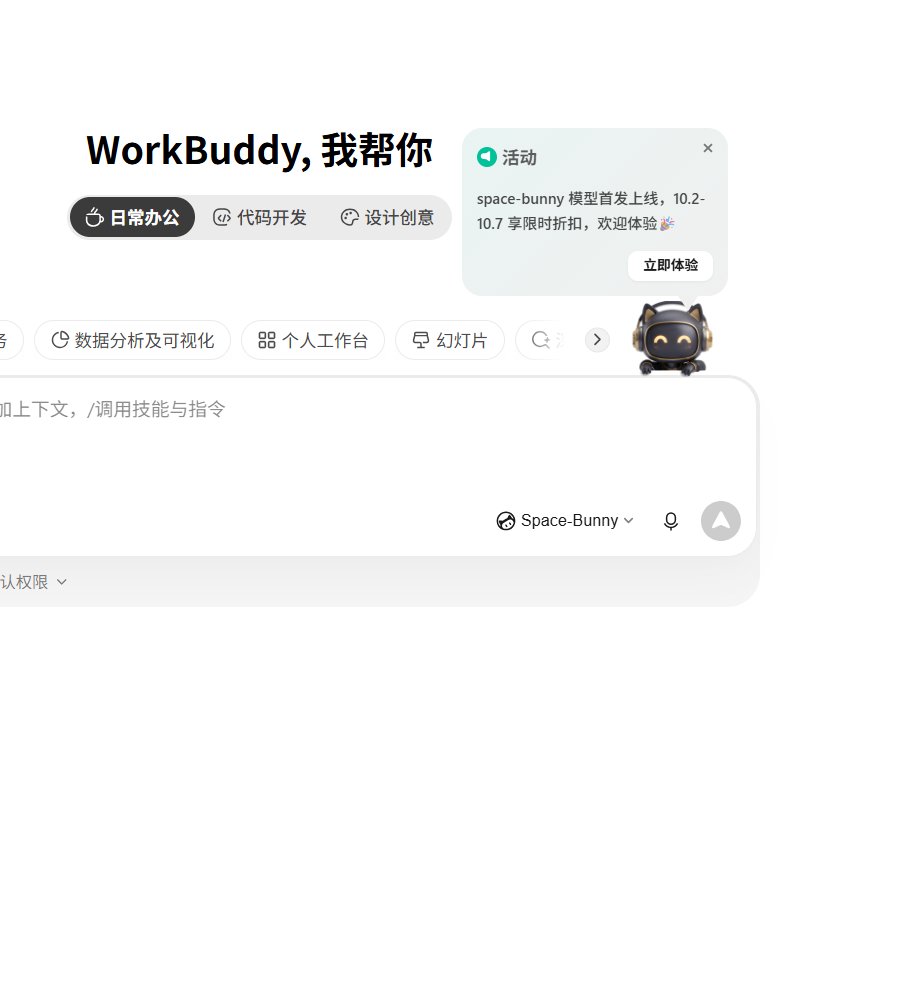 WorkBuddy, 我帮你
活动
space-bunny 模型首发上线，10.2-
10.7 享限时折扣，欢迎体验🎉
立即体验
日常办公
代码开发
设计创意
务
数据分析及可视化
个人工作台
幻灯片
加上下文，/调用技能与指令
Space-Bunny
认权限